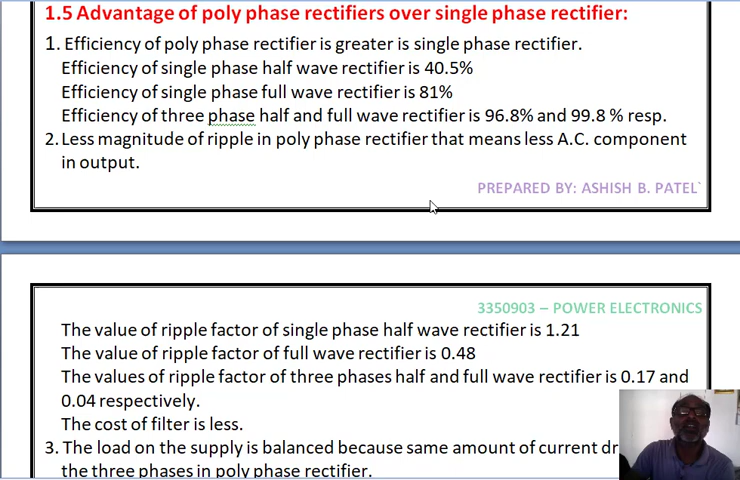 1.5 Advantage of poly phase rectifiers over single phase rectifier:
1. Efficiency of poly phase rectifier is greater is single phase rectifier.
Efficiency of single phase half wave rectifier is 40.5%
Efficiency of single phase full wave rectifier is 81%
Efficiency of three phase half and full wave rectifier is 96.8% and 99.8 % resp.
2. Less magnitude of ripple in poly phase rectifier that means less A.C. component
in output.
PREPARED BY: ASHISH B. PATEL`
3350903 – POWER ELECTRONICS
The value of ripple factor of single phase half wave rectifier is 1.21
The value of ripple factor of full wave rectifier is 0.48
The values of ripple factor of three phases half and full wave rectifier is 0.17 and
0.04 respectively.
The cost of filter is less.
3. The load on the supply is balanced because same amount of current dr
the three phases in poly phase rectifier.